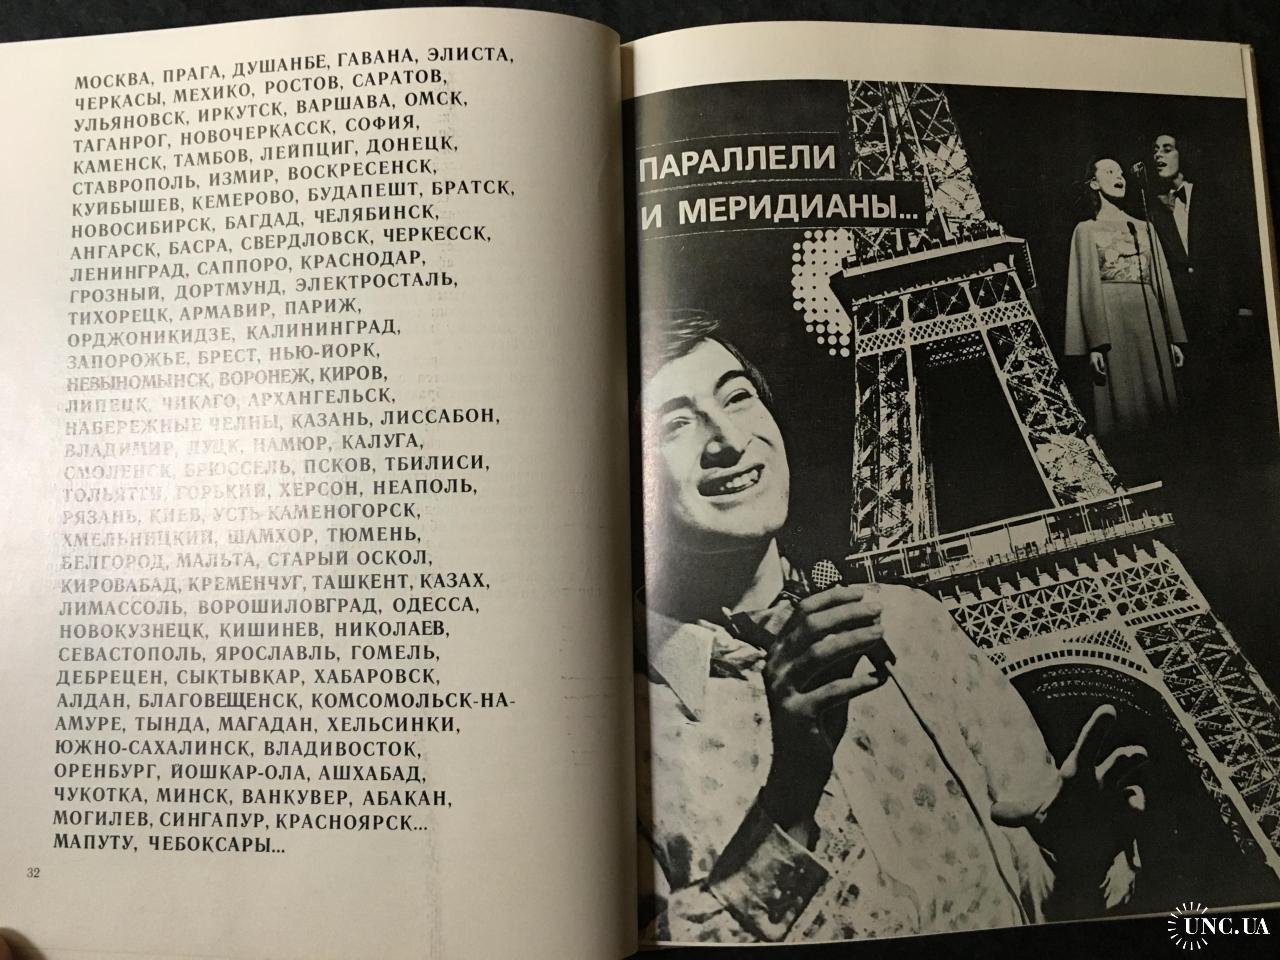 МОСКВА, ПРАГА, ДУШАНБЕ, ГАВАНА, ЭЛИСТА,
ЧЕРКАСЫ, МЕХИКО, РОСТОВ, САРАТОВ,
УЛЬЯНОВСК, ИРКУТСК, ВАРШАВА, ОМСК,
ТАГАНРОГ, НОВОЧЕРКАССК, СОФИЯ,
КАМЕНСК, ТАМБОВ, ЛЕЙПЦИГ, ДОНЕЦК,
СТАВРОПОЛЬ, ИЗМИР, ВОСКРЕСЕНСК,
КУЙБЫШЕВ, КЕМЕРОВО, БУДАПЕШТ, БРАТСК,
НОВОСИБИРСК, БАГДАД, ЧЕЛЯБИНСК,
АНГАРСК, БАСРА, СВЕРДЛОВСК, ЧЕРКЕССК,
ЛЕНИНГРАД, САППОРО, КРАСНОДАР,
ГРОЗНЫЙ, ДОРТМУНД, ЭЛЕКТРОСТАЛЬ,
ТИХОРЕЦК, АРМАВИР, ПАРИЖ,
ОРДЖОНИКИДЗЕ, КАЛИНИНГРАД,
ЗАПОРОЖЬЕ, БРЕСТ, НЬЮ-ЙОРК,
НЕВЫНОМЫНСК, ВОРОНЕЖ, КИРОВ,
ЛИПЕЦК, ЧИКАГО, АРХАНГЕЛЬСК,
НАБЕРЕЖНЫЕ ЧЕЛНЫ, КАЗАНЬ, ЛИССАБОН,
ВЛАДИМИР, ЛУЦК, НАМЮР, КАЛУГА,
СМОЛЕНСК, БРЮССЕЛЬ, ПСКОВ, ТБИЛИСИ,
ТОЛЬЯТТИ, ГОРЬКИЙ, ХЕРСОН, НЕАПОЛЬ,
РЯЗАНЬ, КИЕВ, УСТЬ-КАМЕНОГОРСК,
ХМЕЛЬНИЦКИЙ, ШАМХОР, ТЮМЕНЬ,
БЕЛГОРОД, МАЛЬТА, СТАРЫЙ ОСКОЛ,
КИРОВАБАД, КРЕМЕНЧУГ, ТАШКЕНТ, КАЗАХ,
ЛИМАССОЛЬ, ВОРОШИЛОВГРАД, ОДЕССА,
НОВОКУЗНЕЦК, КИШИНЕВ, НИКОЛАЕВ,
СЕВАСТОПОЛЬ, ЯРОСЛАВЛЬ, ГОМЕЛЬ,
ДЕБРЕЦЕН, СЫКТЫВКАР, ХАБАРОВСК,
АЛДАН, БЛАГОВЕЩЕНСК, КОМСОМОЛЬСК-НА-
АМУРЕ, ТЫНДА, МАГАДАН, ХЕЛЬСИНКИ,
ЮЖНО-САХАЛИНСК, ВЛАДИВОСТОК,
ОРЕНБУРГ, ЙОШКАР-ОЛА, АШХАБАД,
ЧУКОТКА, МИНСК, ВАНКУВЕР, АБАКАН,
МОГИЛЕВ, СИНГАПУР, КРАСНОЯРСК...
МАПУТУ, ЧЕБОКСАРЫ...
32
ПАРАЛЛЕЛИ
И МЕРИДИАНЫ...
UNC.UA